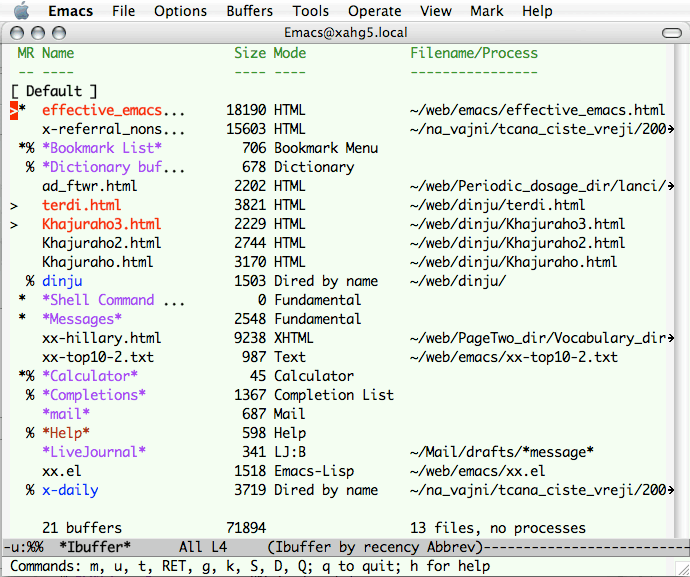 Emacs File Options Buffers Tools Operate View Mark Help
Emacs@xahg5.local
MR Name Size Mode Filename/Process
-- ---- ---- ---- ----------------
[ Default ]
>* effective_emacs... 18190 HTML ~/web/emacs/effective_emacs.html
x-referral_nons... 15603 HTML ~/na_vajni/tcana_ciste_vreji/200→
*% *Bookmark List* 706 Bookmark Menu
% *Dictionary buf... 678 Dictionary
ad_ftwr.html 2202 HTML ~/web/Periodic_dosage_dir/lanci/→
> terdi.html 3821 HTML ~/web/dinju/terdi.html
> Khajuraho3.html 2229 HTML ~/web/dinju/Khajuraho3.html
Khajuraho2.html 2744 HTML ~/web/dinju/Khajuraho2.html
Khajuraho.html 3170 HTML ~/web/dinju/Khajuraho.html
% dinju 1503 Dired by name ~/web/dinju/
* *Shell Command ... 0 Fundamental
* *Messages* 2548 Fundamental
xx-hillary.html 9238 XHTML ~/web/PageTwo_dir/Vocabulary_dir→
xx-top10-2.txt 987 Text ~/web/emacs/xx-top10-2.txt
*% *Calculator* 45 Calculator
% *Completions* 1367 Completion List
*mail* 687 Mail
% *Help* 598 Help
*LiveJournal* 341 LJ:B ~/Mail/drafts/*message*
xx.el 1518 Emacs-Lisp ~/web/emacs/xx.el
% x-daily 3719 Dired by name ~/na_vajni/tcana_ciste_vreji/200→
21 buffers 71894 13 files, no processes
-u:%% *Ibuffer* All L4 (Ibuffer by recency Abbrev)-----------------------
Commands: m, u, t, RET, g, k, S, D, Q; q to quit; h for help